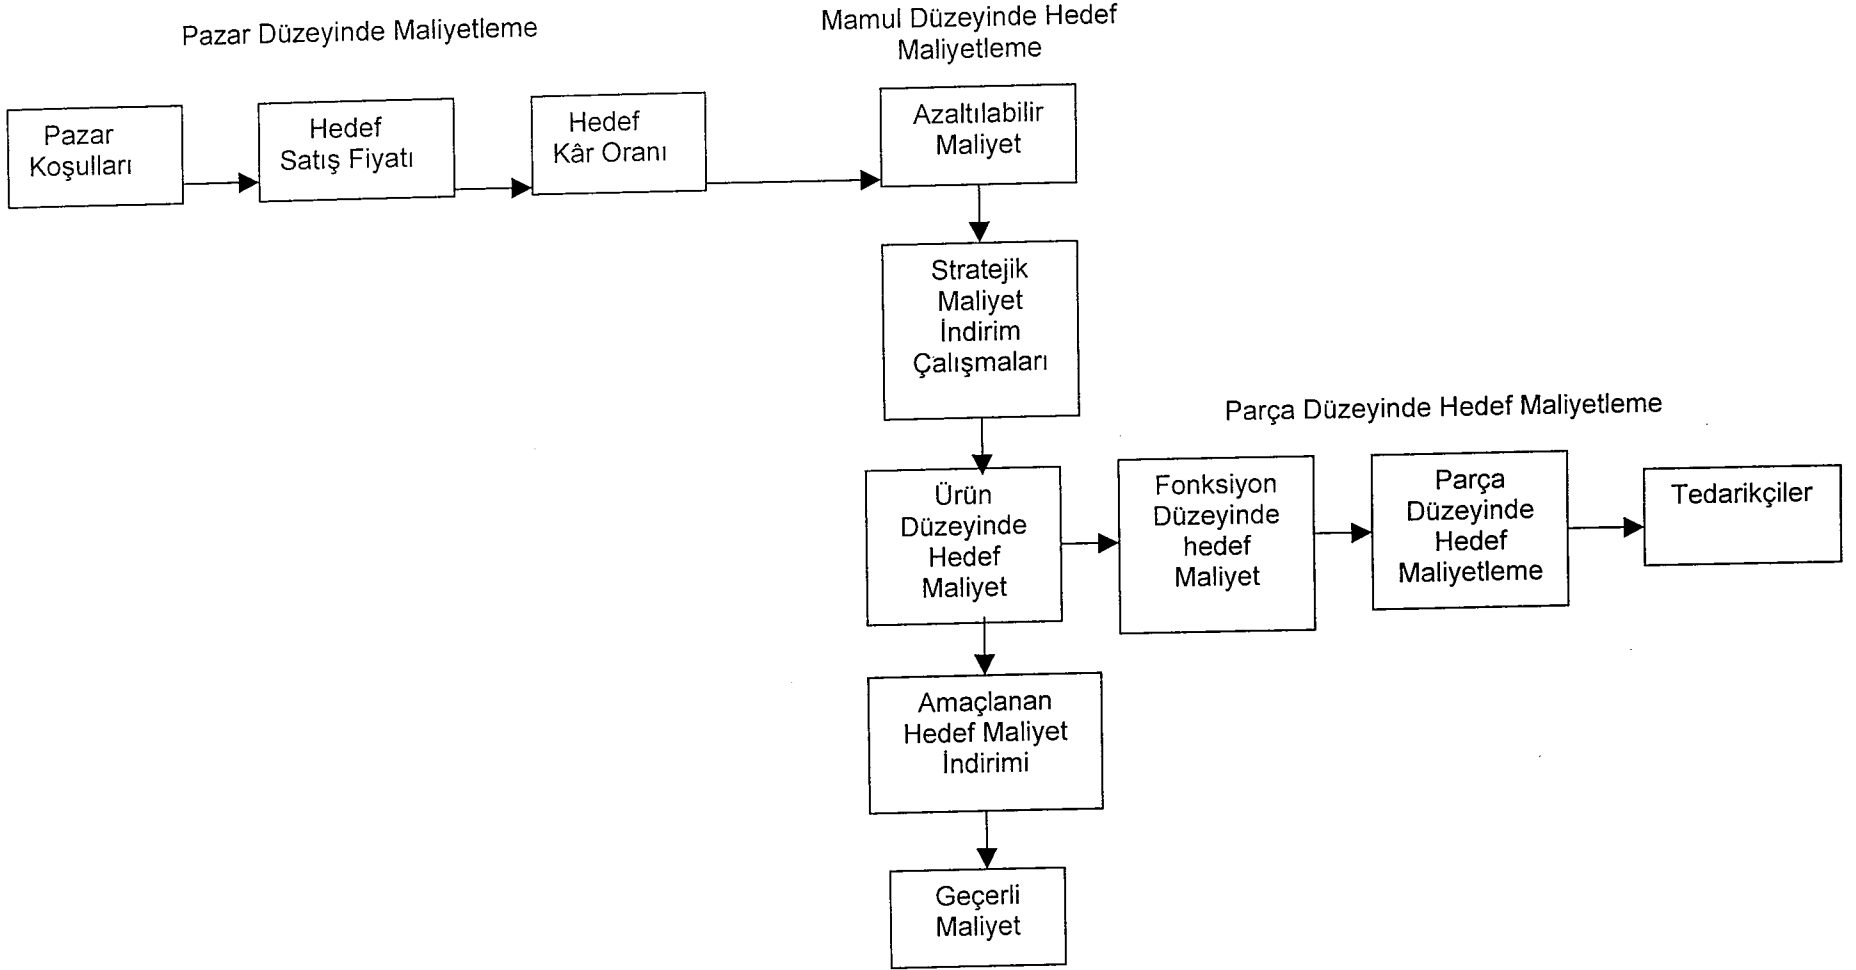 Pazar Düzeyinde Maliyetleme
Mamul Düzeyinde Hedef
Maliyetleme
Pazar
Koşulları
Hedef
Satış Fiyatı
Hedef
Kâr Oranı
Azaltılabilir
Maliyet
Stratejik
Maliyet
İndirim
Çalışmaları
Parça Düzeyinde Hedef Maliyetleme
Ürün
Düzeyinde
Hedef
Maliyet
Fonksiyon
Düzeyinde
hedef
Maliyet
Parça
Düzeyinde
Hedef
Maliyetleme
Tedarikçiler
Amaçlanan
Hedef Maliyet
İndirimi
Geçerli
Maliyet